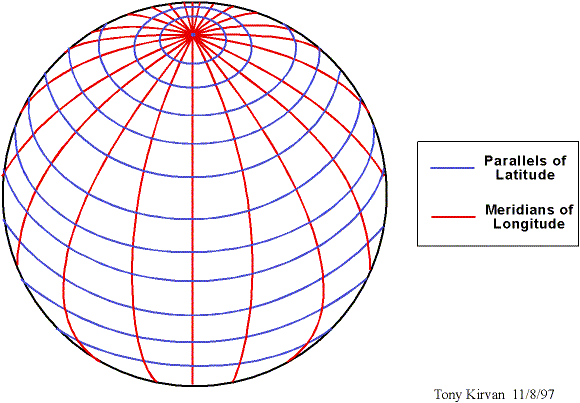 Parallels of
Latitude
Meridians of
Longitude
Tony Kirvan 11/8/97